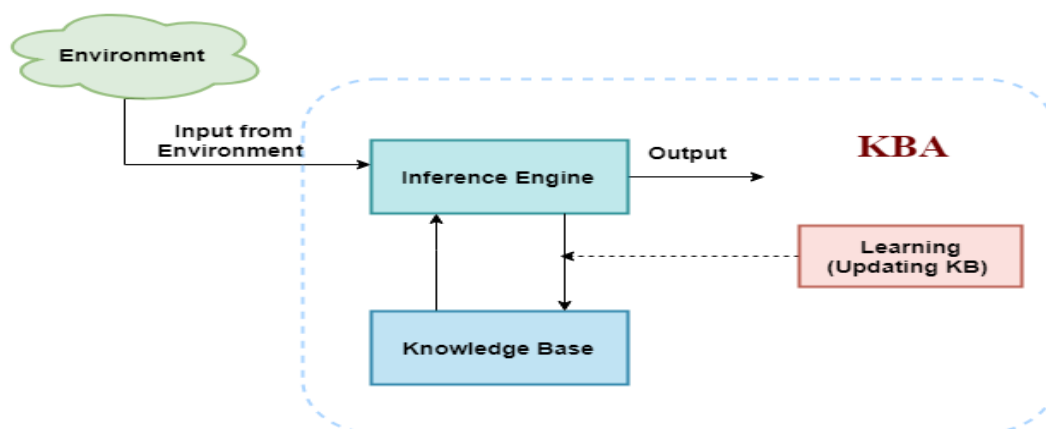 Environment
Input from
Environment
Inference Engine
Output
KBA
Learning
(Updating KB)
Knowledge Base